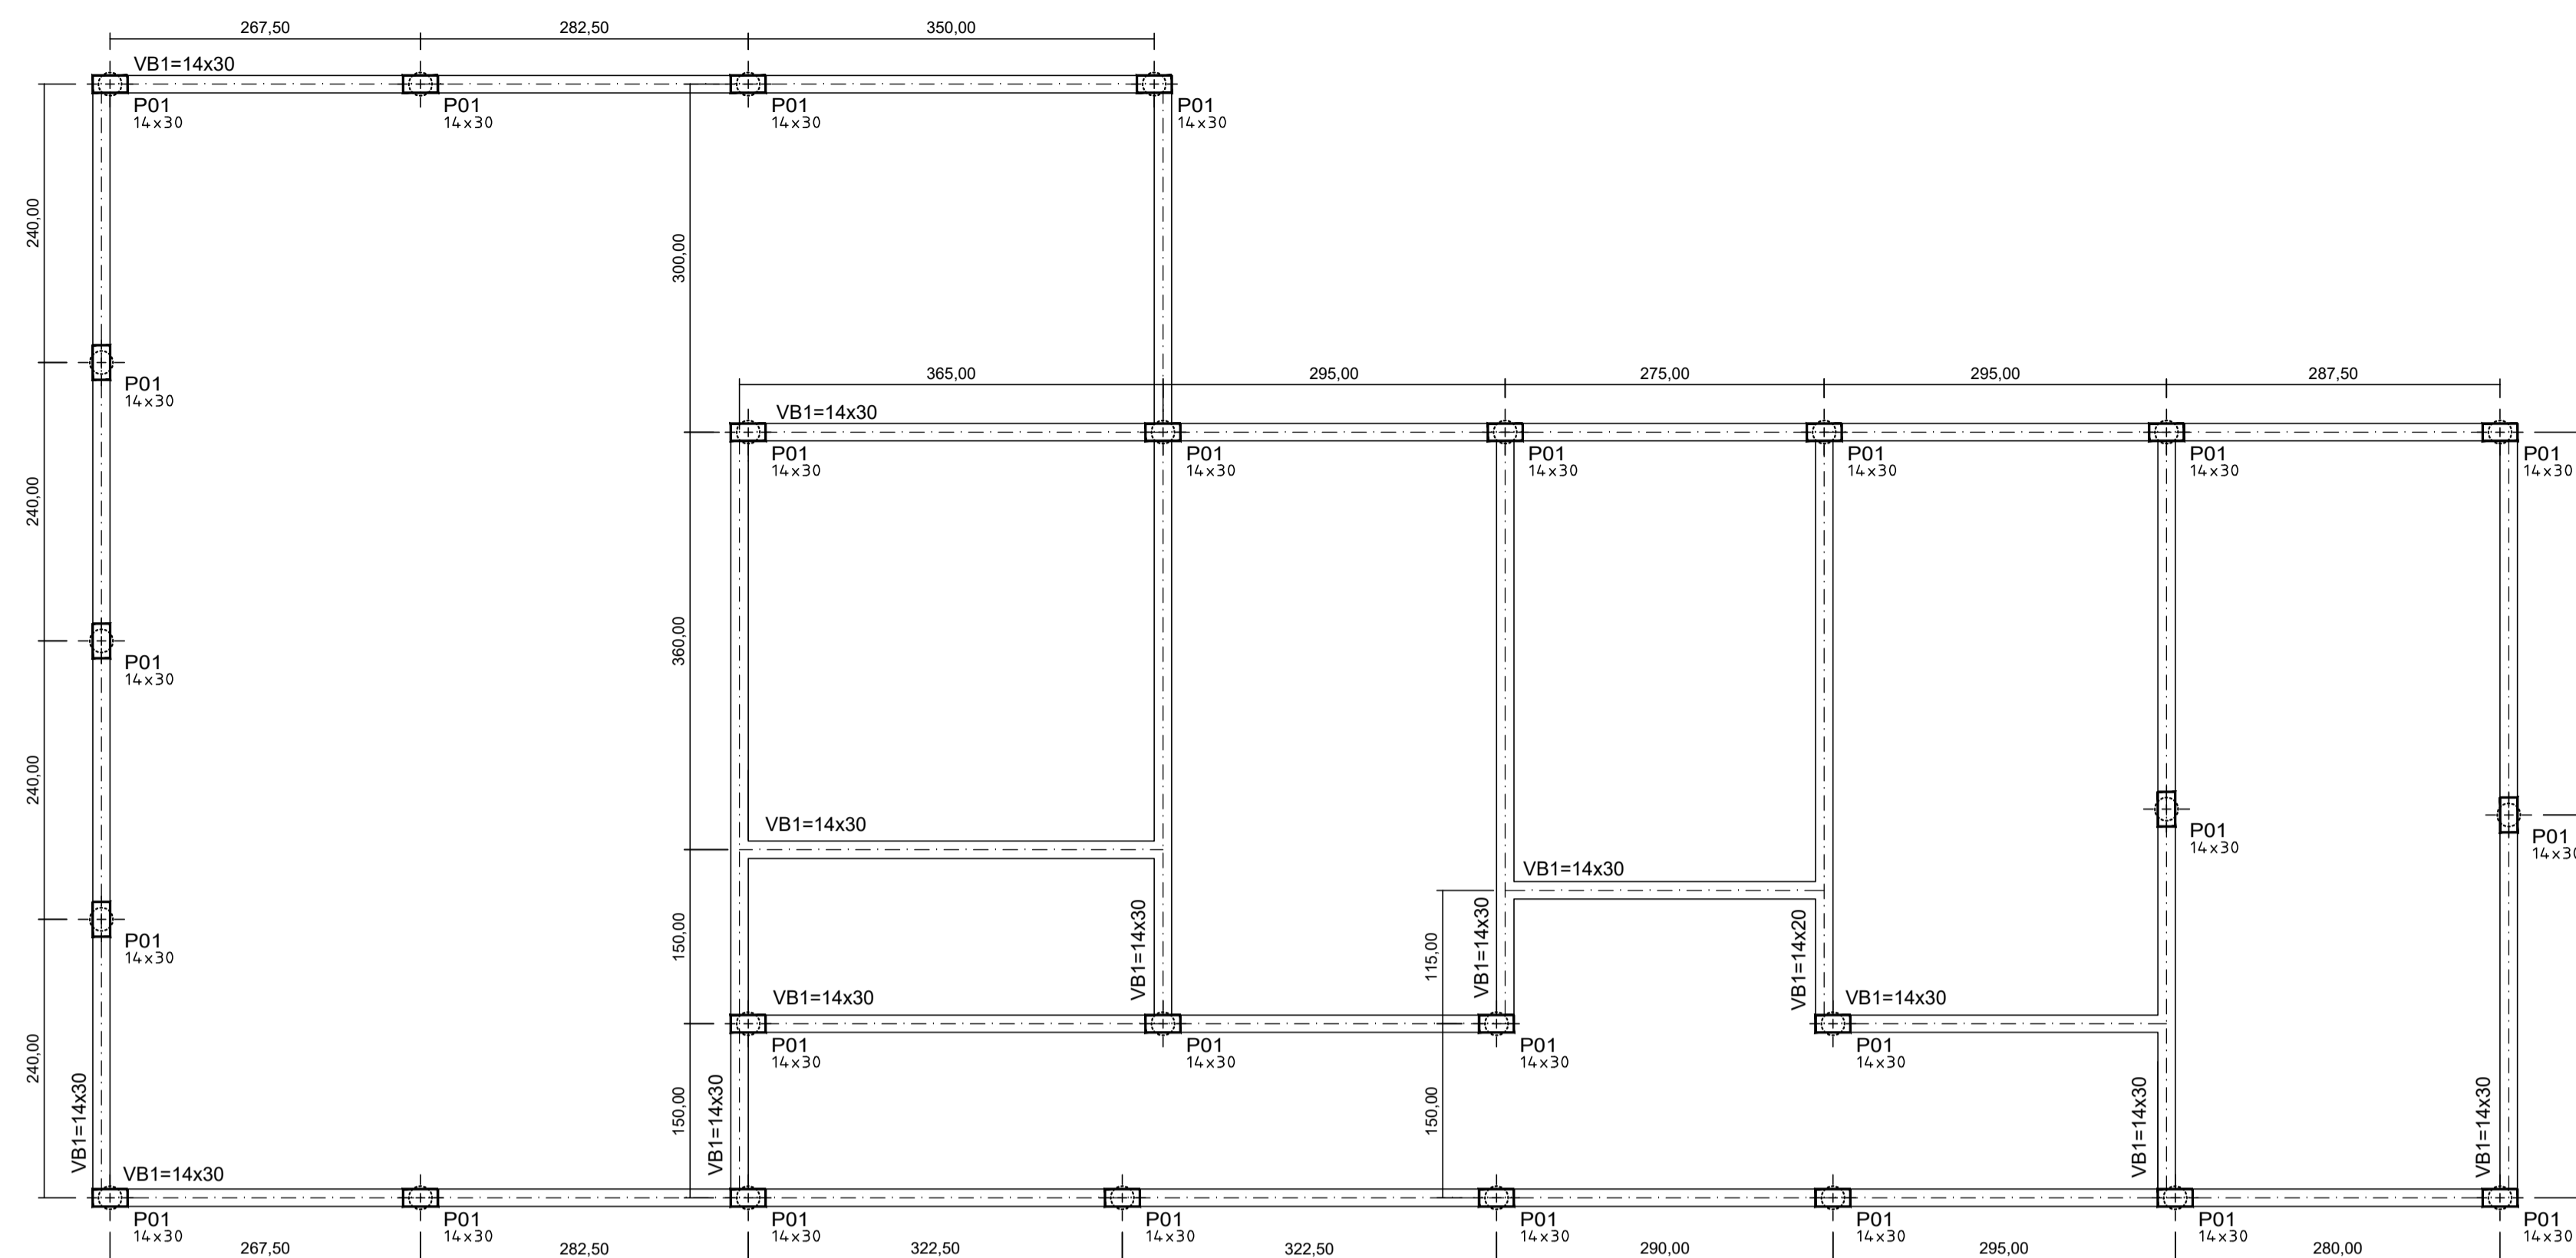 267,50
282,50
350,00
VB1=14x30
P01
14x30
P01
14x30
P01
14x30
P01
14x30
240,00
300,00
P01
14x30
365,00
295,00
275,00
295,00
287,50
VB1=14x30
P01
14x30
P01
14x30
P01
14x30
P01
14x30
P01
14x30
P01
14x30
240,00
360,00
P01
14x30
240,00
VB1=14x30
P01
14x30
P01
14x30
VB1=14x30
P01
14x30
150,00
VB1=14x30
115,00
VB1=14x30
VB1=14x20
VB1=14x30
VB1=14x30
P01
14x30
P01
14x30
P01
14x30
P01
14x30
240,00
VB1=14x30
150,00
VB1=14x30
150,00
VB1=14x30
VB1=14x30
VB1=14x30
P01
14x30
P01
14x30
P01
14x30
P01
14x30
P01
14x30
P01
14x30
P01
14x30
P01
14x30
267,50
282,50
322,50
322,50
290,00
295,00
280,00